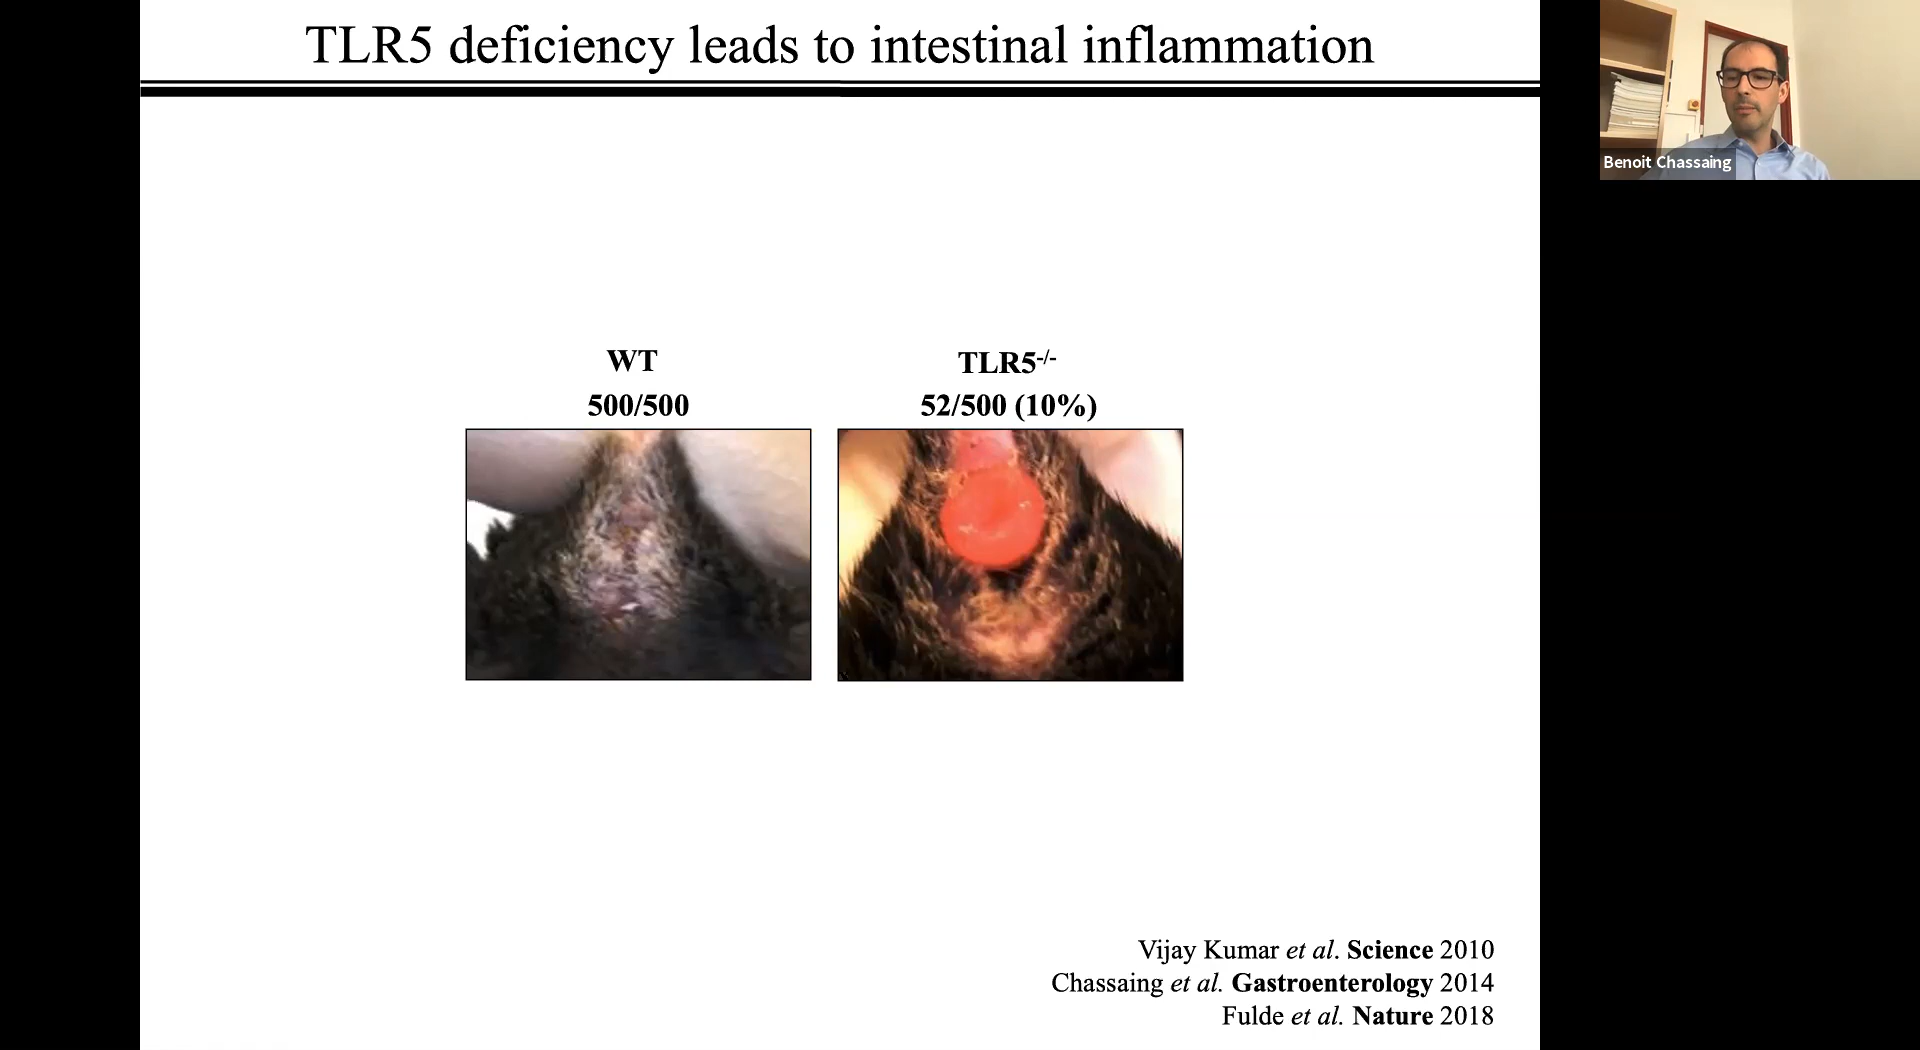 TLR5 deficiency leads to intestinal inflammation
Benoit Chassaing
WT
500/500
TLR5-/-
52/500 (10%)
Vijay Kumar et al. Science 2010
Chassaing et al. Gastroenterology 2014
Fulde et al. Nature 2018